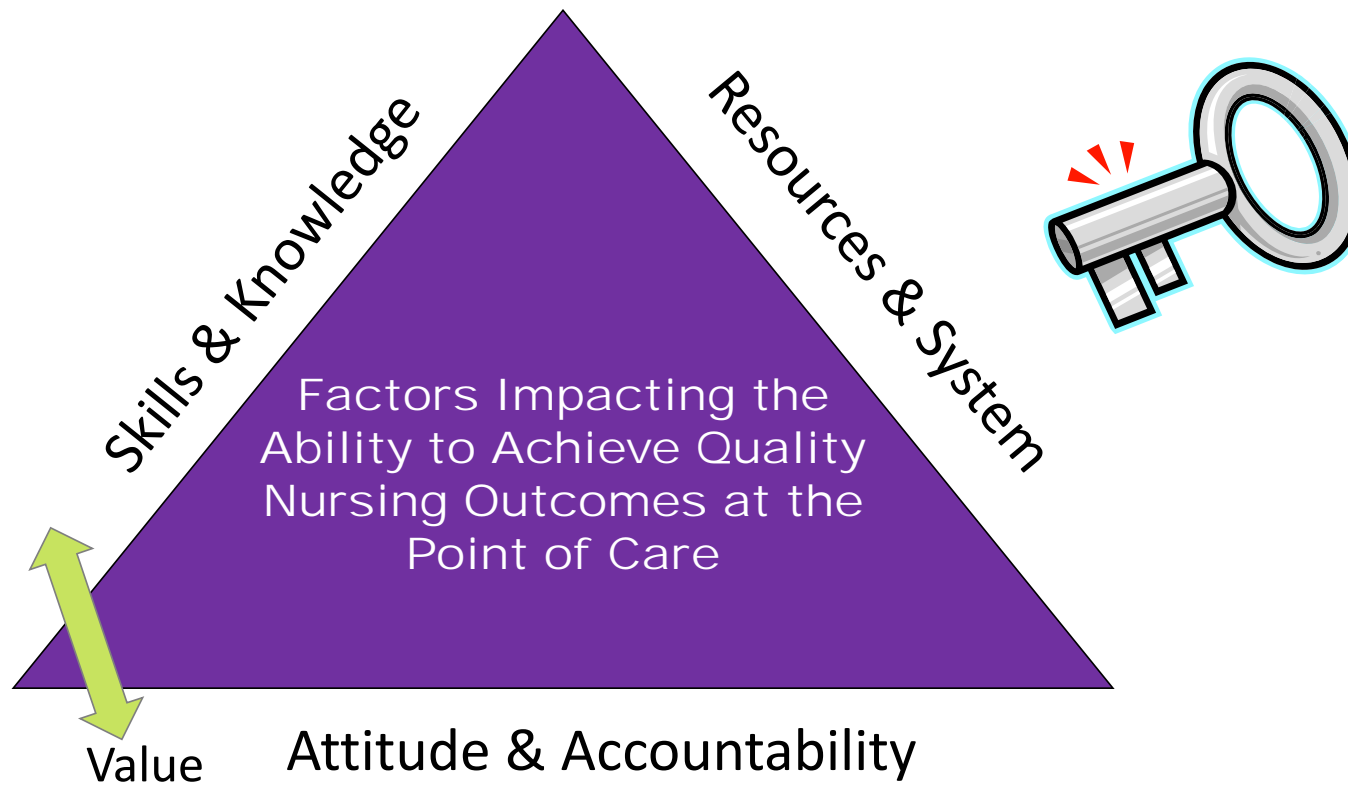 Skills & Knowledge
Resources & System
Factors Impacting the
Ability to Achieve Quality
Nursing Outcomes at the
Point of Care
Value
Attitude & Accountability